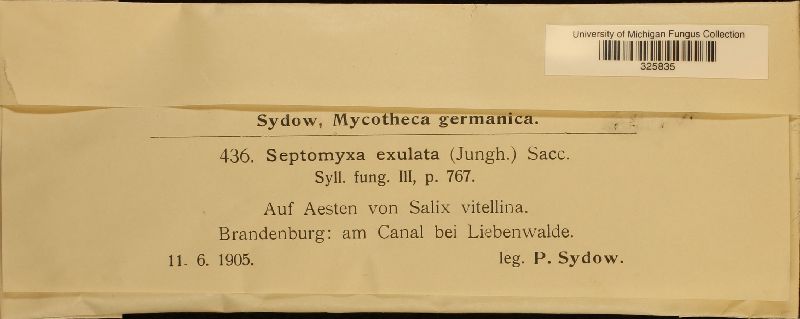 University of Michigan Fungus Collection
325835
Sydow, Mycotheca germanica.
436. Septomyxa exulata (Jungh.) Sacc.
Syll. fung. III, p. 767.
Auf Aesten von Salix vitellina.
Brandenburg: am Canal bei Liebenwalde.
11. 6. 1905. leg. P. Sydow.